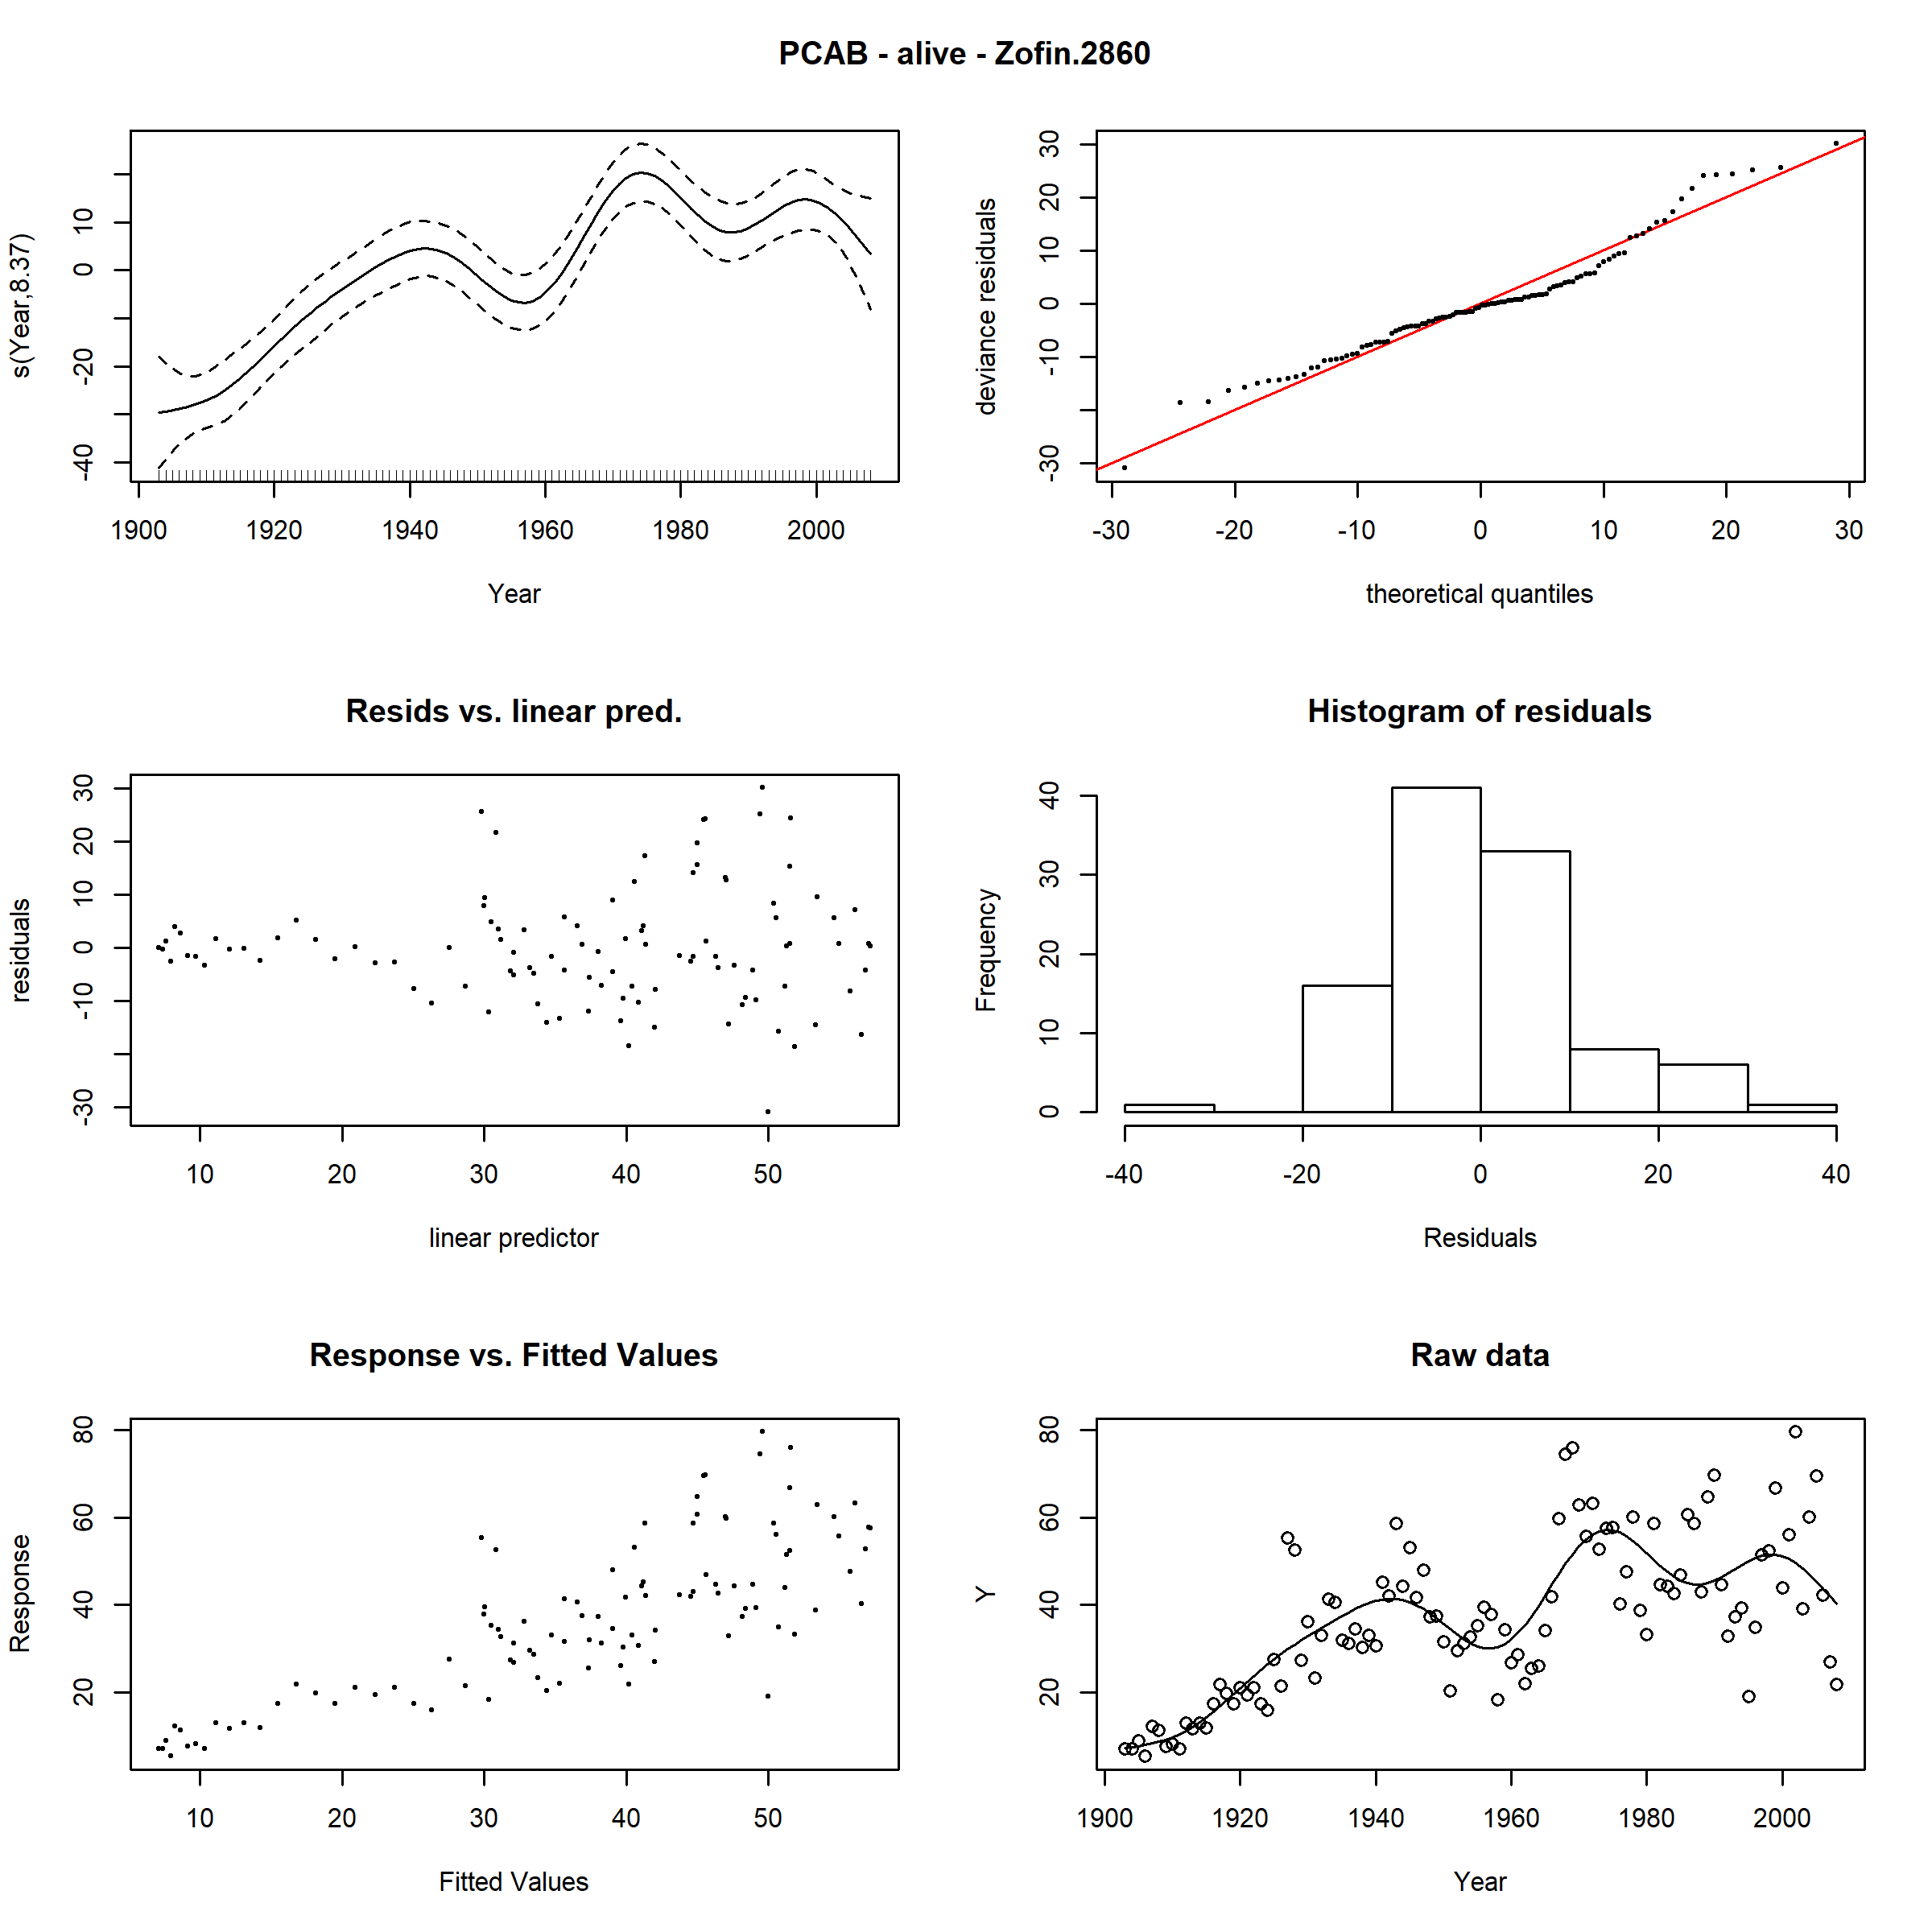 PCAB - alive - Zofin.2860
s(Year,8.37)
-40 -20 0 10
1900 1920 1940 1960 1980 2000
Year
deviance residuals
-30 -10 0 10 20 30
-30 -20 -10 0 10 20 30
theoretical quantiles
Resids vs. linear pred.
residuals
-30 -10 0 10 20 30
10 20 30 40 50
linear predictor
Histogram of residuals
Frequency
0 10 20 30 40
-40 -20 0 20 40
Residuals
Response vs. Fitted Values
Response
20 40 60 80
10 20 30 40 50
Fitted Values
Raw data
Y
20 40 60 80
1900 1920 1940 1960 1980 2000
Year